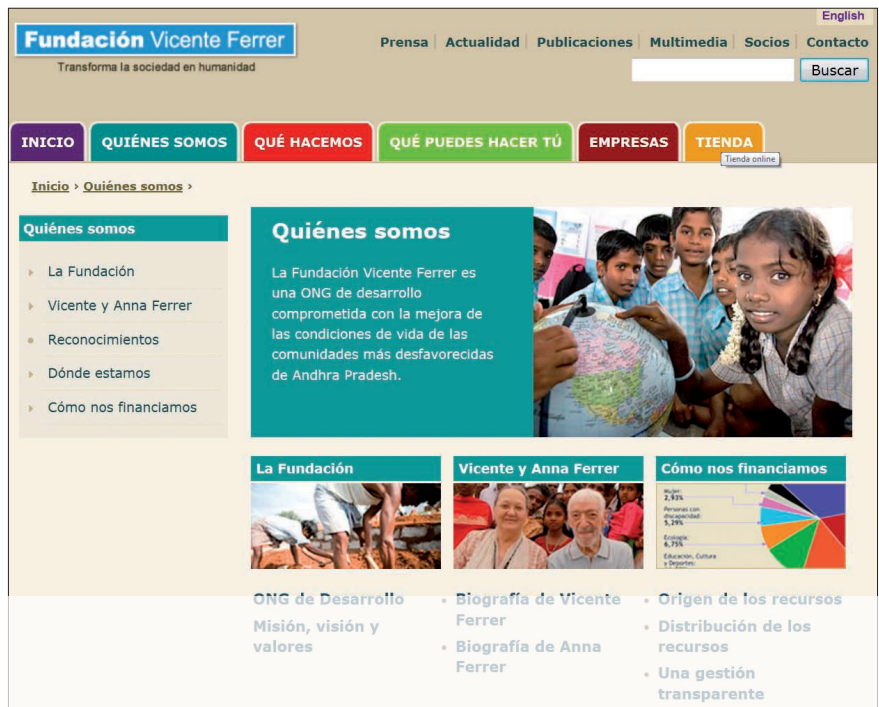 English
Fundación Vicente Ferrer
Transforma la sociedad en humanidad
Prensa Actualidad Publicaciones Multimedia Socios Contacto
Buscar
INICIO QUIÉNES SOMOS QUÉ HACEMOS QUÉ PUEDES HACER TÚ EMPRESAS TIENDA
Tienda online
Inicio › Quiénes somos ›
Quiénes somos
La Fundación
Vicente y Anna Ferrer
Reconocimientos
Dónde estamos
Cómo nos financiamos
Quiénes somos
La Fundación Vicente Ferrer es
una ONG de desarrollo
comprometida con la mejora de
las condiciones de vida de las
comunidades más desfavorecidas
de Andhra Pradesh.
La Fundación
ONG de Desarrollo
Misión, visión y
valores
Vicente y Anna Ferrer
• Biografía de Vicente
Ferrer
• Biografía de Anna
Ferrer
Cómo nos financiamos
Mujer:
2,93%
Personas con
discapacidad:
5,29%
Ecología:
6,75%
Educación, Cultura
y Deportes:
• Origen de los recursos
• Distribución de los
recursos
• Una gestión
transparente